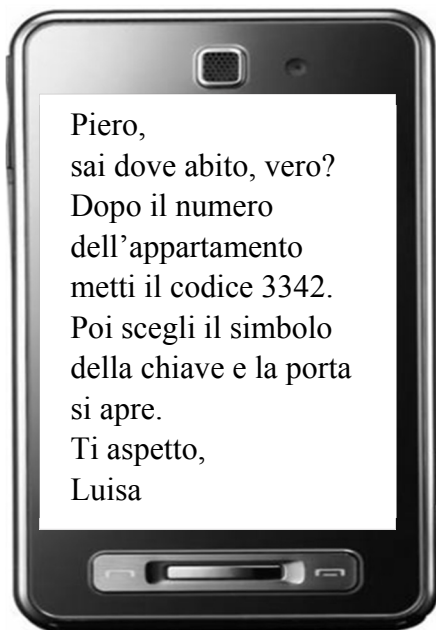 Piero,
sai dove abito, vero?
Dopo il numero
dell’appartamento
metti il codice 3342.
Poi scegli il simbolo
della chiave e la porta
si apre.
Ti aspetto,
Luisa